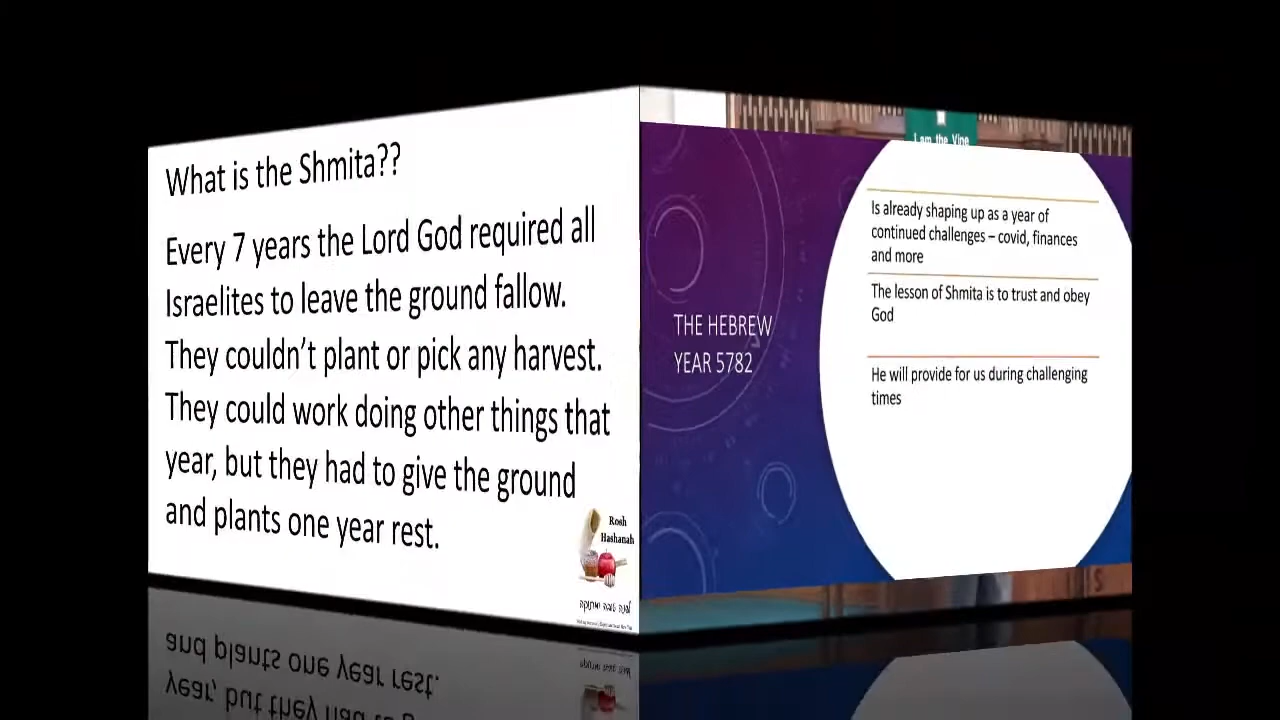 What is the Shmita??
Every 7 years the Lord God required all
Israelites to leave the ground fallow.
They couldn't plant or pick any harvest.
They could work doing other things that
year, but they had to give the ground
and plants one year rest.
Rosh
Hashanah
I am the Vine
THE HEBREW
YEAR 5782
Is already shaping up as a year of
continued challenges – covid, finances
and more
The lesson of Shmita is to trust and obey
God
He will provide for us during challenging
times